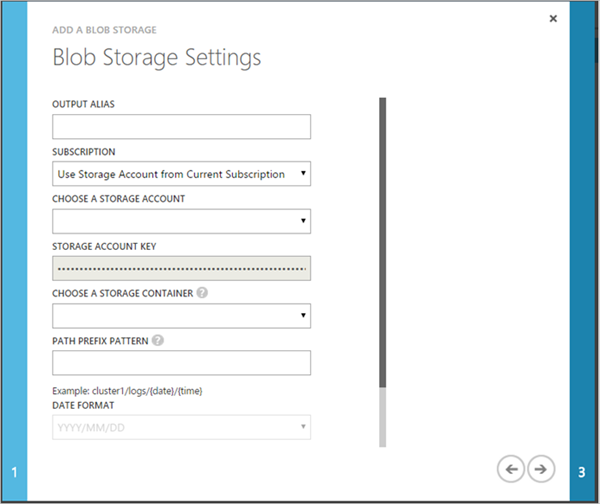 ADD A BLOB STORAGE
Blob Storage Settings
OUTPUT ALIAS
SUBSCRIPTION
Use Storage Account from Current Subscription
CHOOSE A STORAGE ACCOUNT
STORAGE ACCOUNT KEY
CHOOSE A STORAGE CONTAINER ?
PATH PREFIX PATTERN ?
Example: cluster1/logs/{date}/{time}
DATE FORMAT
YYYY/MM/DD
1
3